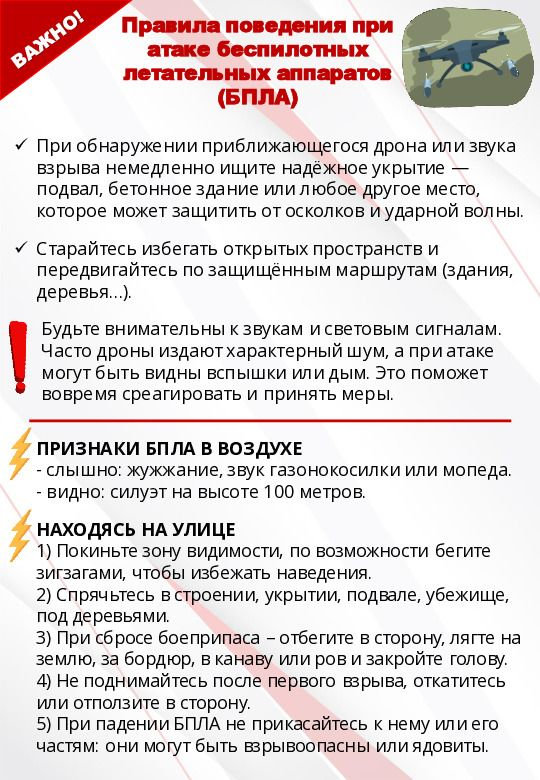 ВАЖНО!
Правила поведения при
атаке беспилотных
летательных аппаратов
(БПЛА)
✓ При обнаружении приближающегося дрона или звука
взрыва немедленно ищите надёжное укрытие —
подвал, бетонное здание или любое другое место,
которое может защитить от осколков и ударной волны.
✓ Старайтесь избегать открытых пространств и
передвигайтесь по защищённым маршрутам (здания,
деревья…).
Будьте внимательны к звукам и световым сигналам.
Часто дроны издают характерный шум, а при атаке
могут быть видны вспышки или дым. Это поможет
вовремя среагировать и принять меры.
ПРИЗНАКИ БПЛА В ВОЗДУХЕ
- слышно: жужжание, звук газонокосилки или мопеда.
- видно: силуэт на высоте 100 метров.
НАХОДЯСЬ НА УЛИЦЕ
1) Покиньте зону видимости, по возможности бегите
зигзагами, чтобы избежать наведения.
2) Спрячьтесь в строении, укрытии, подвале, убежище,
под деревьями.
3) При сбросе боеприпаса – отбегите в сторону, лягте на
землю, за бордюр, в канаву или ров и закройте голову.
4) Не поднимайтесь после первого взрыва, откатитесь
или отползите в сторону.
5) При падении БПЛА не прикасайтесь к нему или его
частям: они могут быть взрывоопасны или ядовиты.